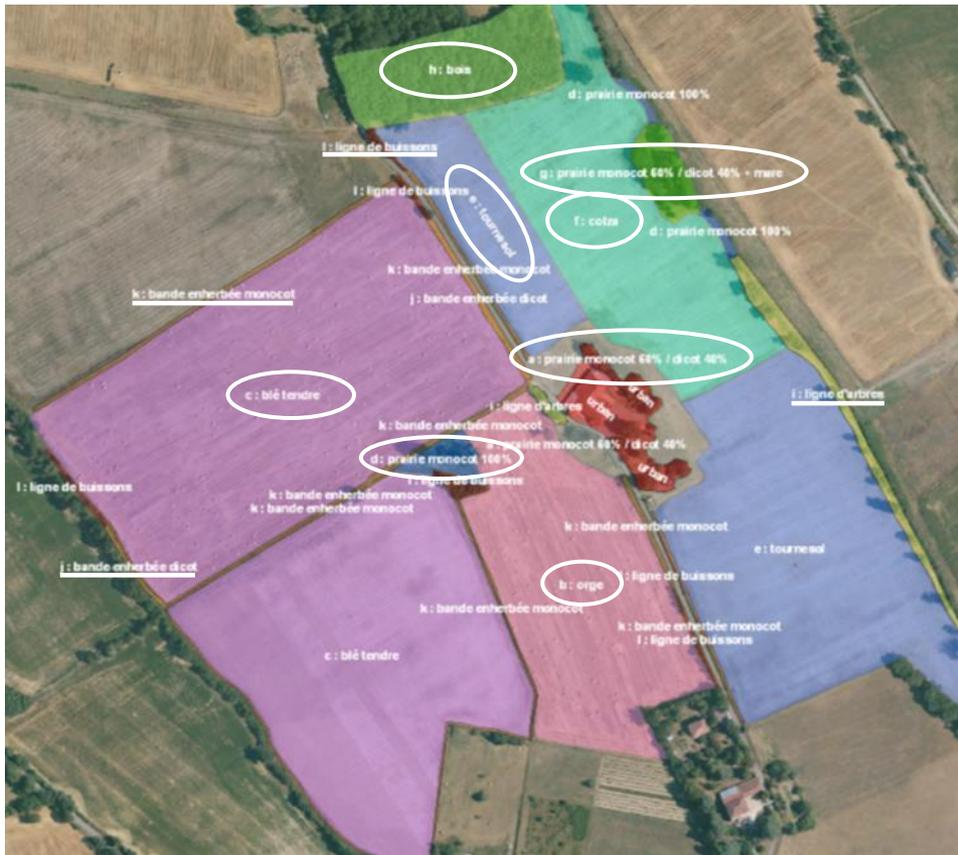 h : bois
d : prairie monocot 100%
l : ligne de buissons
g : prairie monocot 60% / dicot 40% + mare
l : ligne de buissons
e : tournesol
f : colza
d : prairie monocot 100%
k : bande enherbée monocot
k : bande enherbée monocot
j : bande enherbée dicot
a : prairie monocot 60% / dicot 40%
c : blé tendre
urban
i : ligne d'arbres
i : ligne d'arbres
urban
k : bande enherbée monocot
a : prairie monocot 60% / dicot 40%
d : prairie monocot 100%
urban
l : ligne de buissons
l : ligne de buissons
k : bande enherbée monocot
k : bande enherbée monocot
k : bande enherbée monocot
e : tournesol
j : bande enherbée dicot
l : ligne de buissons
b : orge
k : bande enherbée monocot
k : bande enherbée monocot
l : ligne de buissons
c : blé tendre